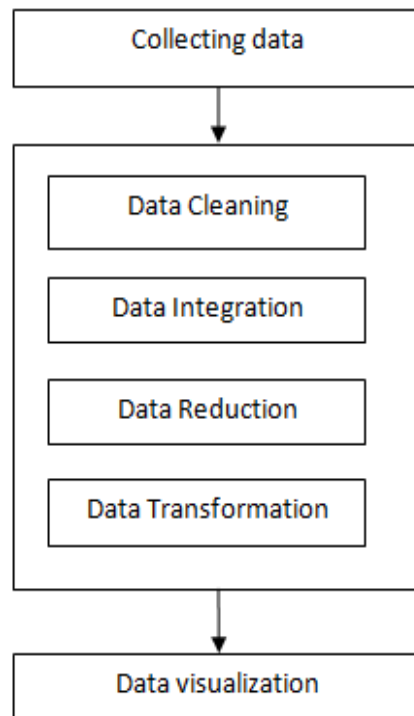 Collecting data
Data Cleaning
Data Integration
Data Reduction
Data Transformation
Data visualization